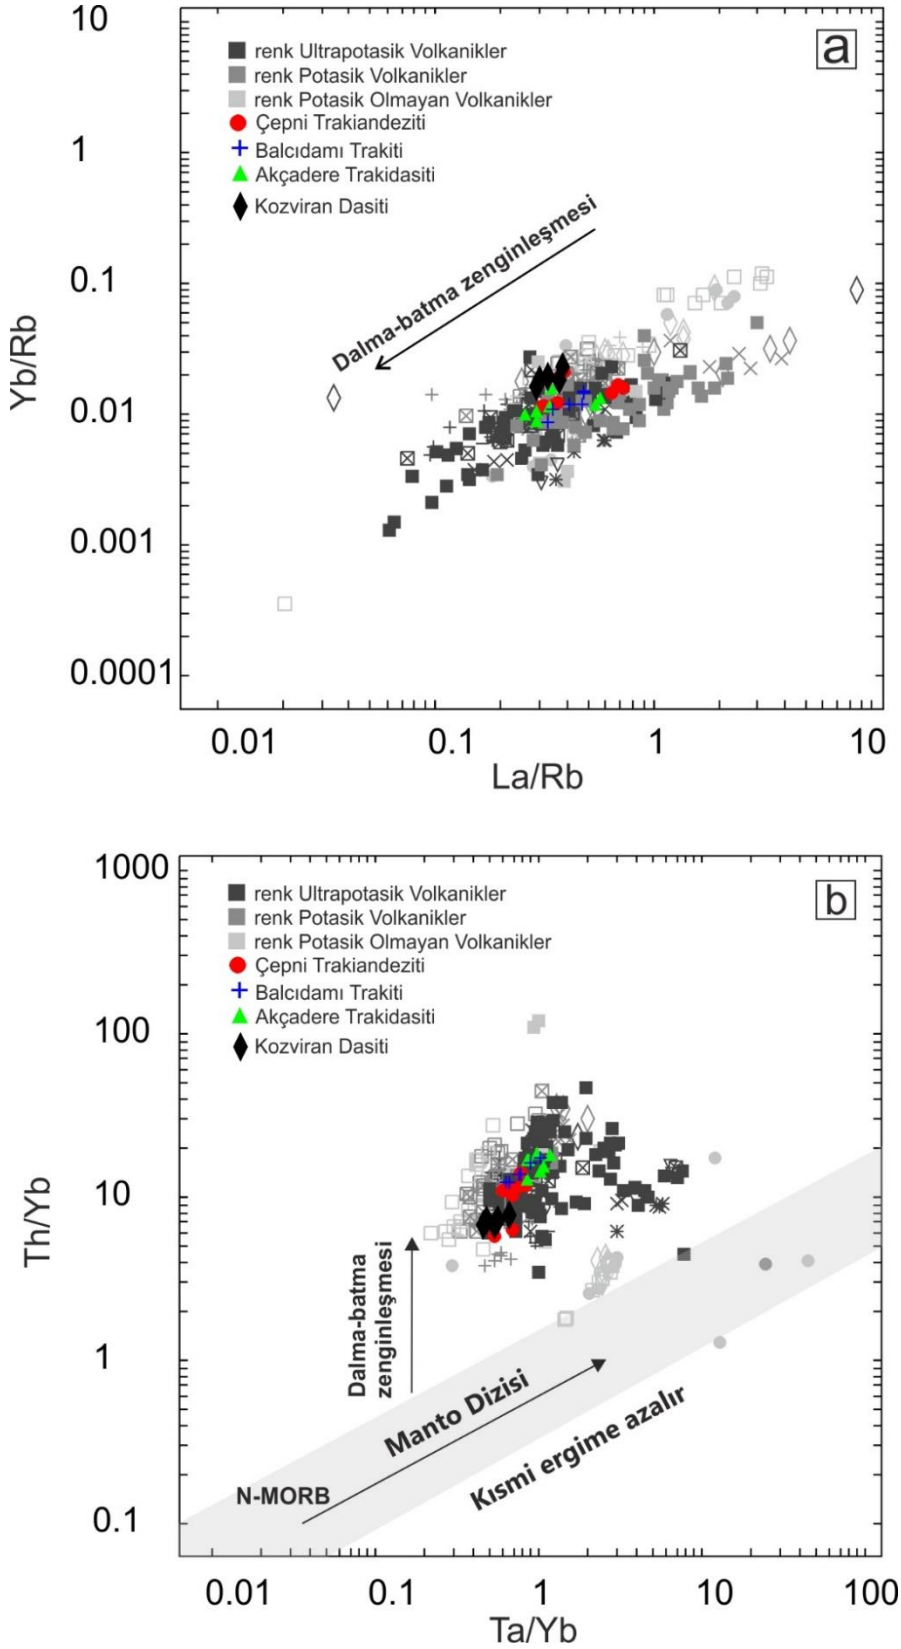 10
a
renk Ultrapotasik Volkanikler
renk Potasik Volkanikler
renk Potasik Olmayan Volkanikler
Çepni Trakiandeziti
Balcıdamı Trakiti
Akçadere Trakidasiti
Kozviran Dasiti
1
Dalma-batma zenginleşmesi
0.1
Yb/Rb
0.01
0.001
0.0001
0.01 0.1 1 10
La/Rb
1000
b
renk Ultrapotasik Volkanikler
renk Potasik Volkanikler
renk Potasik Olmayan Volkanikler
Çepni Trakiandeziti
Balcıdamı Trakiti
Akçadere Trakidasiti
Kozviran Dasiti
100
Th/Yb
10
Dalma-batma
zenginleşmesi
1
Manto Dizisi
Kısmi ergime azalır
N-MORB
0.1
0.01 0.1 1 10 100
Ta/Yb